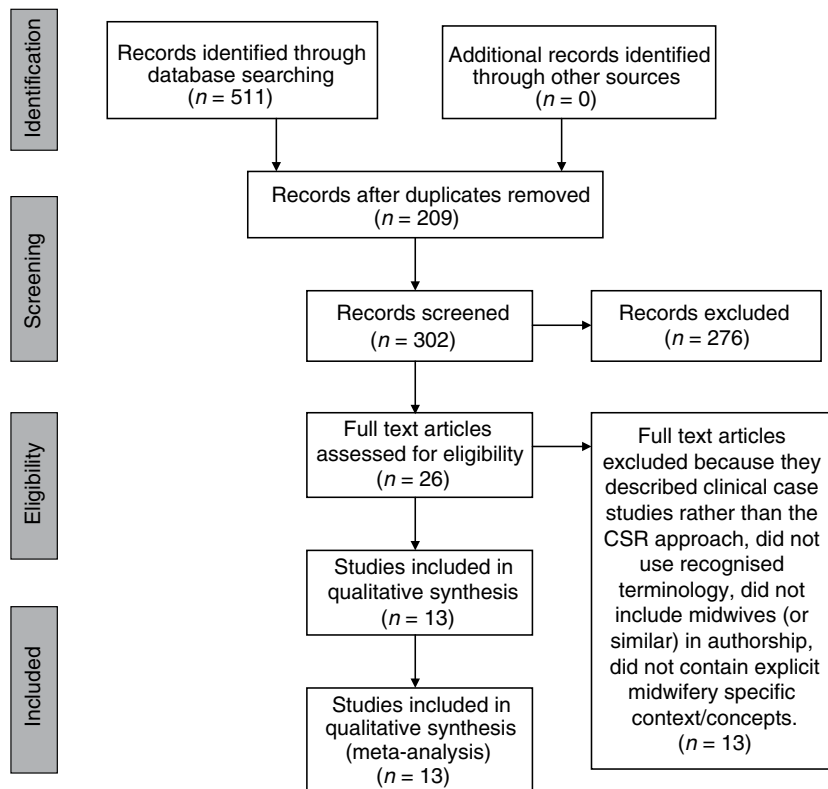 Identification
Records identified through
database searching
(n = 511)
Additional records identified
through other sources
(n = 0)
Records after duplicates removed
(n = 209)
Screening
Records screened
(n = 302)
Records excluded
(n = 276)
Eligibility
Full text articles
assessed for eligibility
(n = 26)
Full text articles
excluded because they
described clinical case
studies rather than the
CSR approach, did not
use recognised
terminology, did not
include midwives (or
similar) in authorship,
did not contain explicit
midwifery specific
context/concepts.
(n = 13)
Studies included in
qualitative synthesis
(n = 13)
Included
Studies included in
qualitative synthesis
(meta-analysis)
(n = 13)